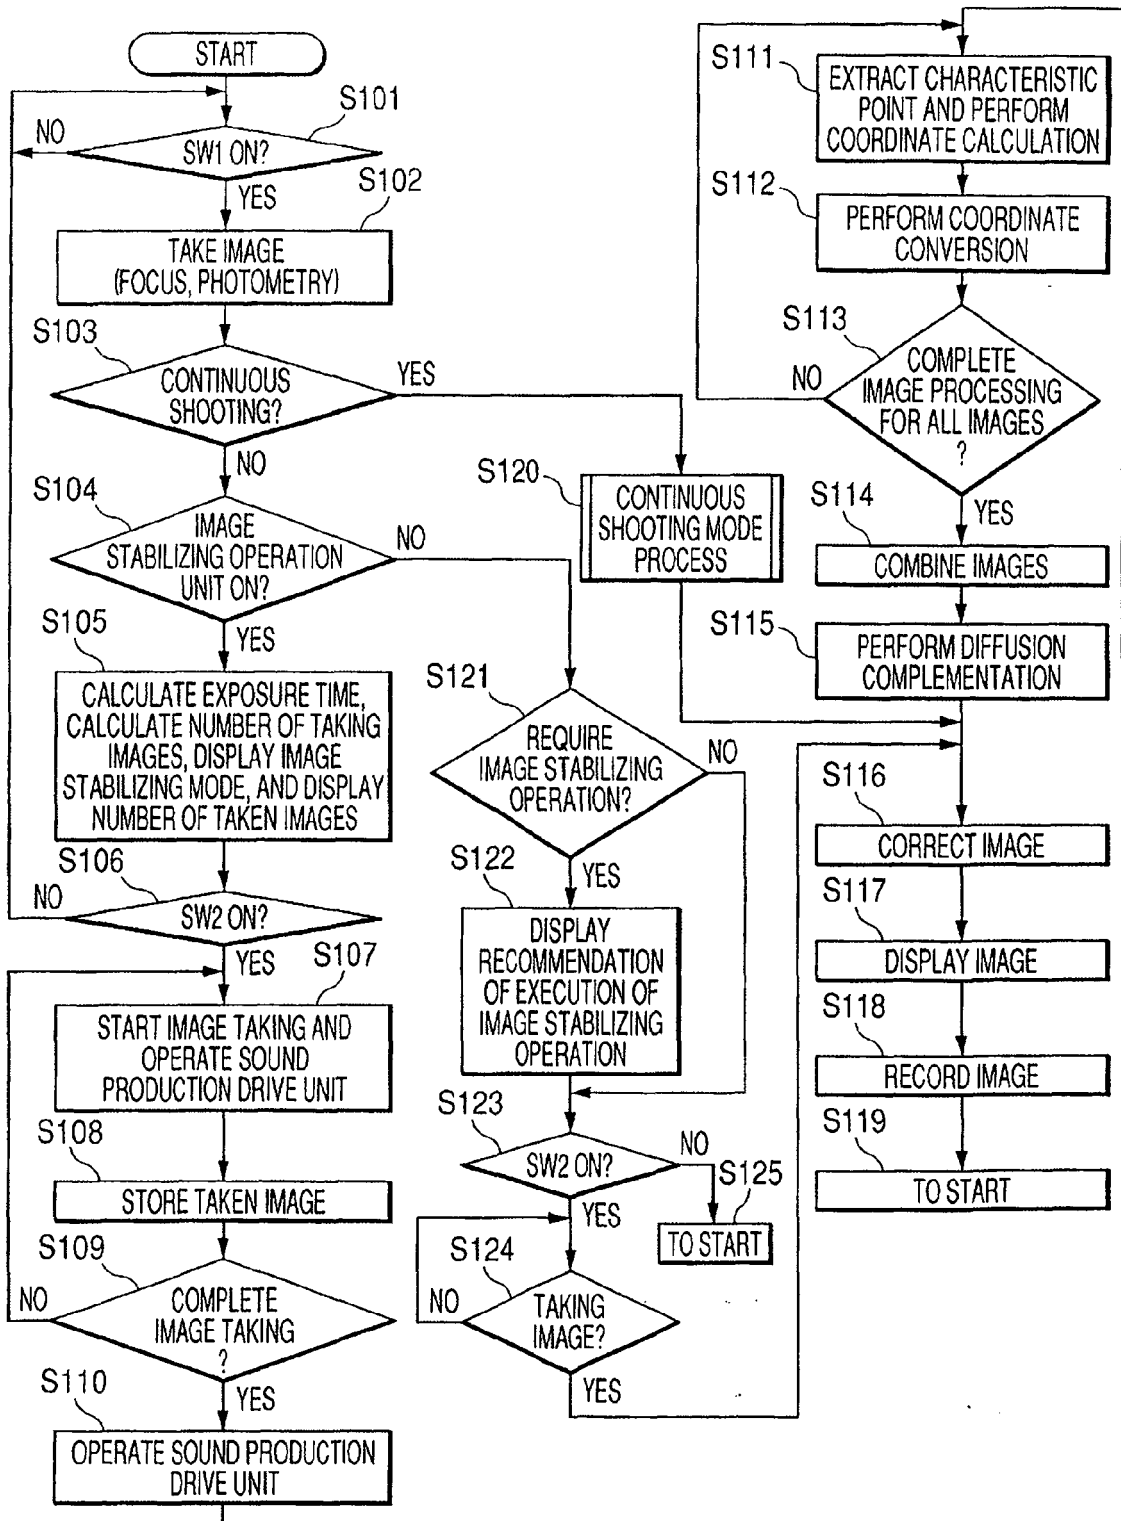 START
S101
NO
SW1 ON?
YES
S102
TAKE IMAGE
(FOCUS, PHOTOMETRY)
S103
CONTINUOUS
SHOOTING?
YES
NO
S104
IMAGE
STABILIZING OPERATION
UNIT ON?
NO
YES
S105
CALCULATE EXPOSURE TIME,
CALCULATE NUMBER OF TAKING
IMAGES, DISPLAY IMAGE
STABILIZING MODE, AND DISPLAY
NUMBER OF TAKEN IMAGES
S106
NO
SW2 ON?
YES
S107
START IMAGE TAKING AND
OPERATE SOUND
PRODUCTION DRIVE UNIT
S108
STORE TAKEN IMAGE
S109
NO
COMPLETE
IMAGE TAKING
?
YES
S110
OPERATE SOUND PRODUCTION
DRIVE UNIT
S120
CONTINUOUS
SHOOTING MODE
PROCESS
S121
REQUIRE
IMAGE STABILIZING
OPERATION?
NO
YES
S122
DISPLAY
RECOMMENDATION
OF EXECUTION OF
IMAGE STABILIZING
OPERATION
S123
SW2 ON?
NO
S125
TO START
YES
S124
NO
TAKING
IMAGE?
YES
S111
EXTRACT CHARACTERISTIC
POINT AND PERFORM
COORDINATE CALCULATION
S112
PERFORM COORDINATE
CONVERSION
S113
NO
COMPLETE
IMAGE PROCESSING
FOR ALL IMAGES
?
YES
S114
COMBINE IMAGES
S115
PERFORM DIFFUSION
COMPLEMENTATION
S116
CORRECT IMAGE
S117
DISPLAY IMAGE
S118
RECORD IMAGE
S119
TO START